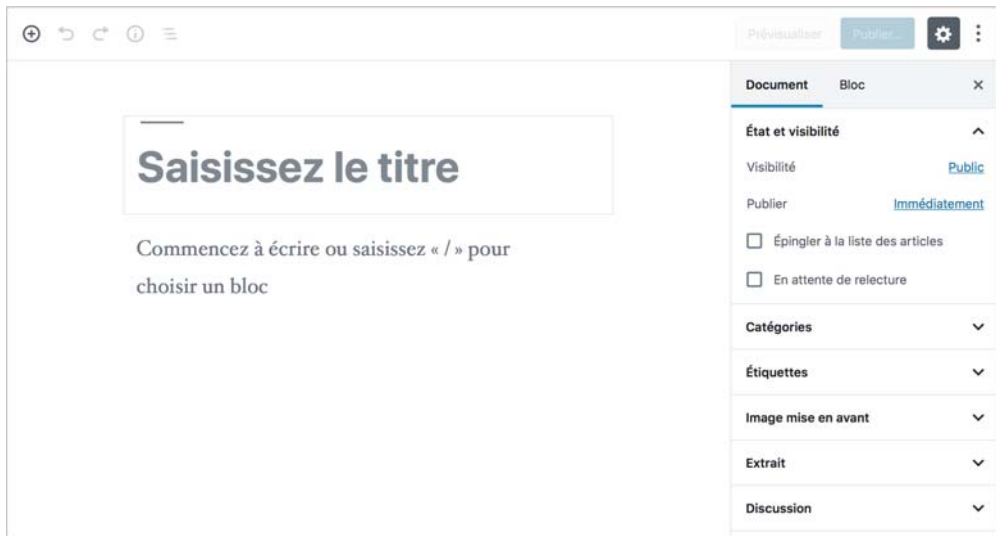 Prévisualiser Publier...
Document Bloc
Saisissez le titre
Commencez à écrire ou saisissez « / » pour
choisir un bloc
État et visibilité
Visibilité Public
Publier Immédiatement
Épingler à la liste des articles
En attente de relecture
Catégories
Étiquettes
Image mise en avant
Extrait
Discussion